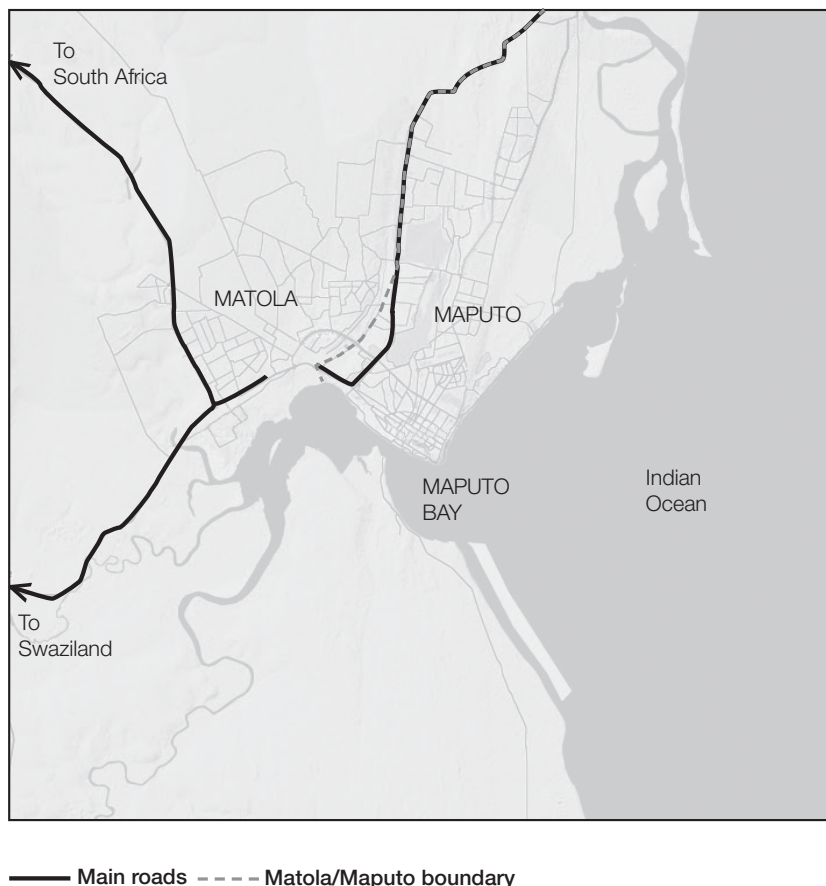 To
South Africa
MATOLA
MAPUTO
MAPUTO
BAY
Indian
Ocean
To
Swaziland
Main roads
Matola/Maputo boundary